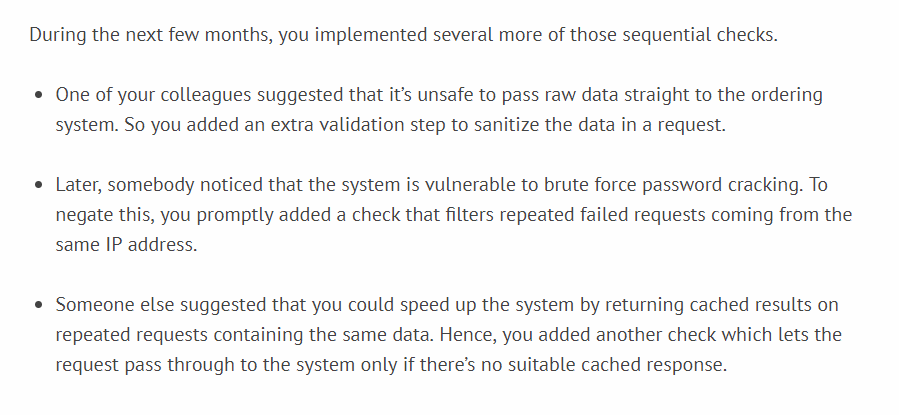 During the next few months, you implemented several more of those sequential checks.
• One of your colleagues suggested that it’s unsafe to pass raw data straight to the ordering
system. So you added an extra validation step to sanitize the data in a request.
• Later, somebody noticed that the system is vulnerable to brute force password cracking. To
negate this, you promptly added a check that filters repeated failed requests coming from the
same IP address.
• Someone else suggested that you could speed up the system by returning cached results on
repeated requests containing the same data. Hence, you added another check which lets the
request pass through to the system only if there’s no suitable cached response.